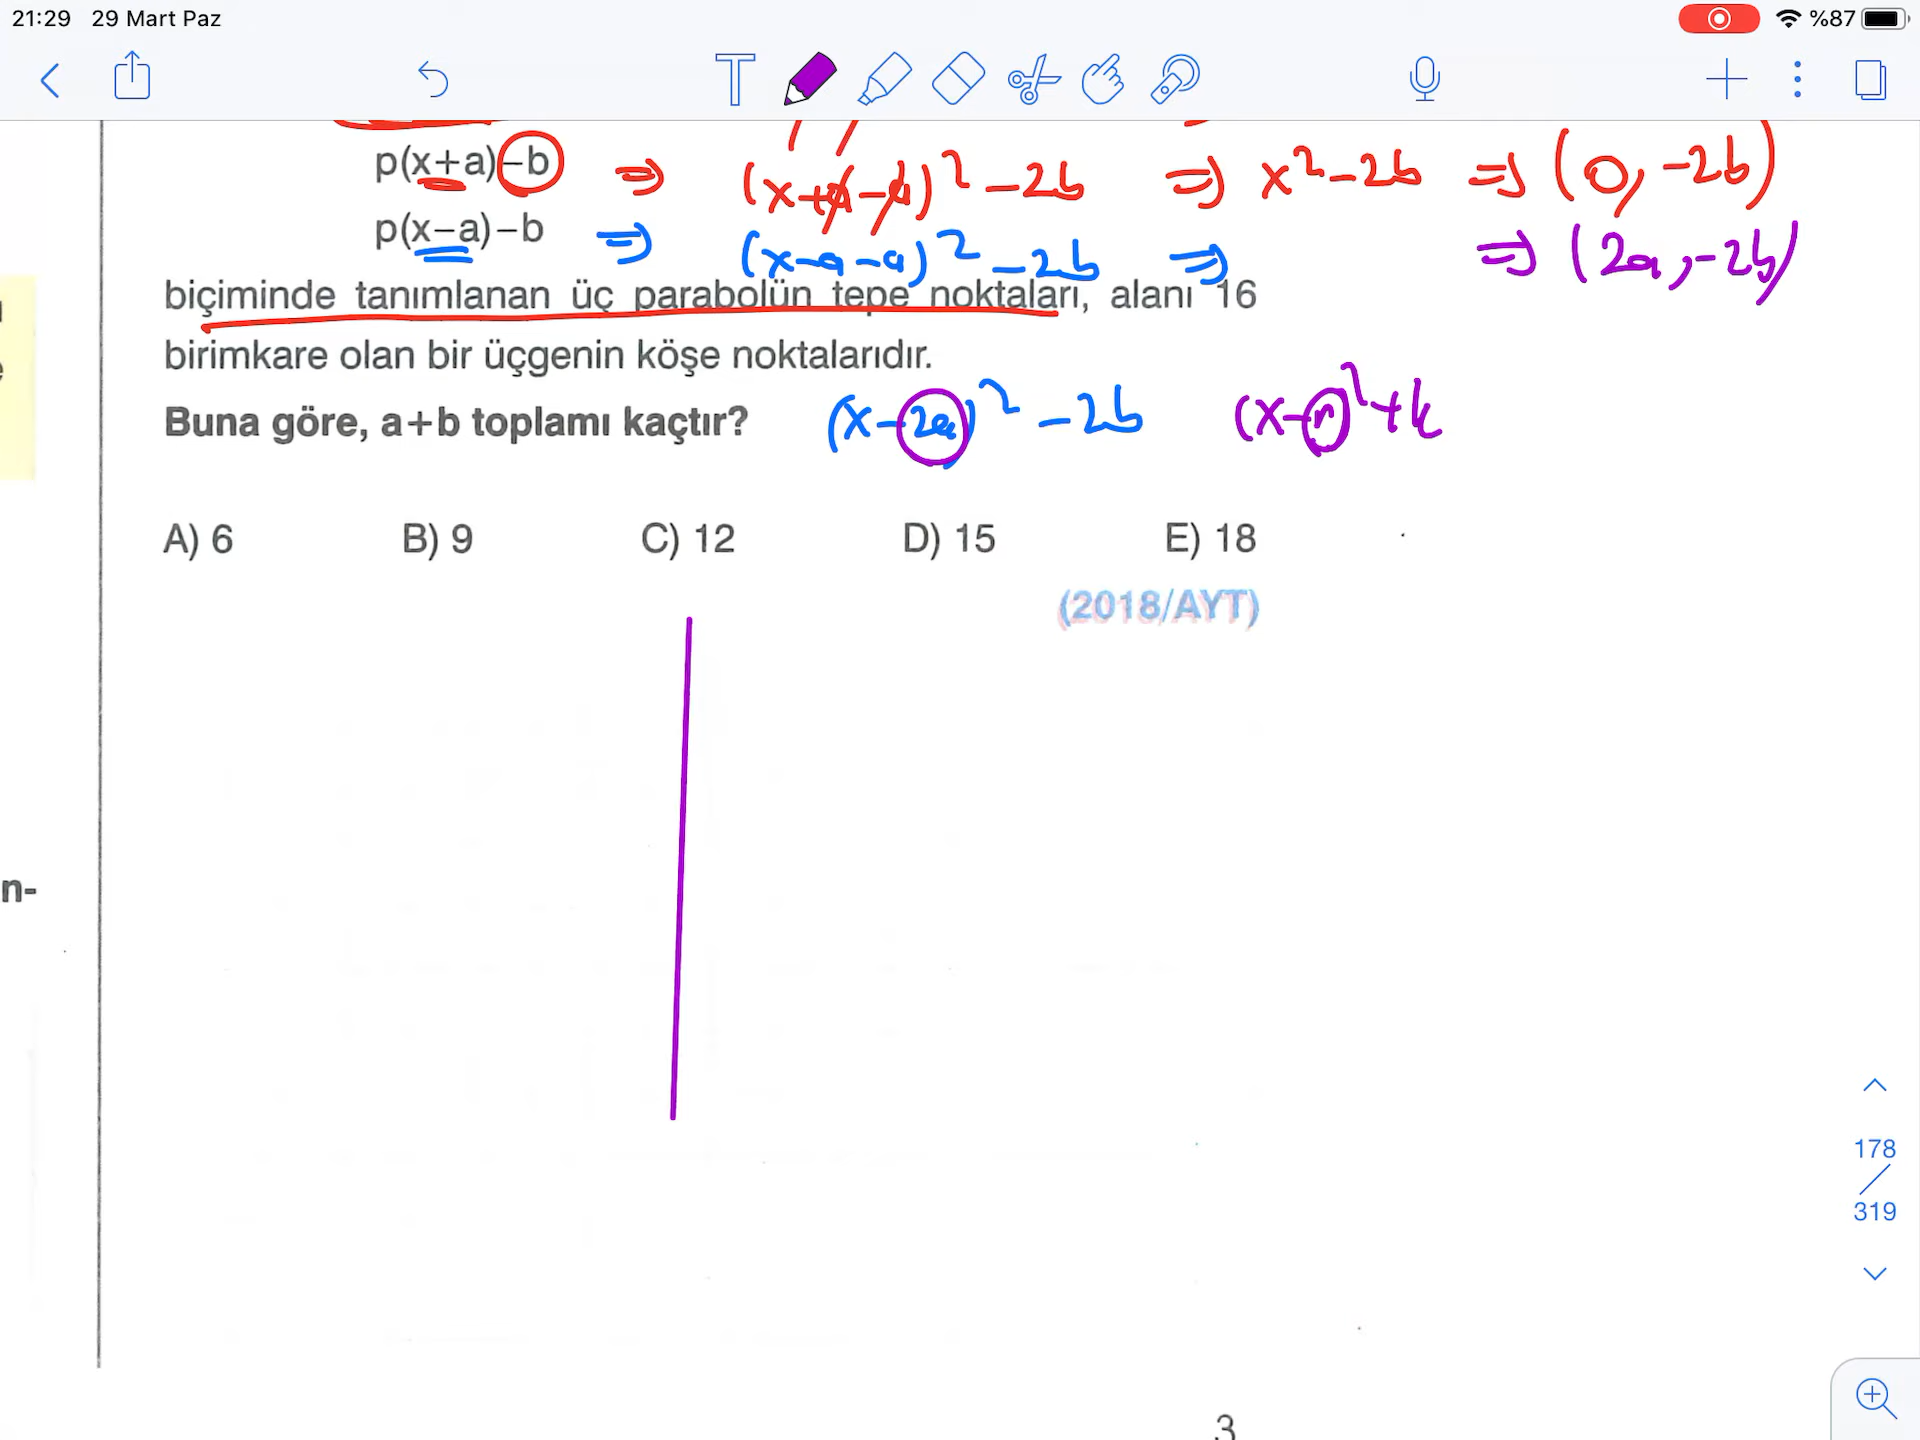 21:29 29 Mart Paz %87
p(x+a)-b ⇒ (x+a-a)² -2b ⇒ x²-2b ⇒ (0, -2b)
p(x-a)-b ⇒ (x-a-a)² -2b ⇒ ⇒ (2a, -2b)
biçiminde tanımlanan üç parabolün tepe noktaları, alanı 16
birimkare olan bir üçgenin köşe noktalarıdır.
Buna göre, a+b toplamı kaçtır? (x-2a)² -2b (x-r)²+k
A) 6 B) 9 C) 12 D) 15 E) 18
(2018/AYT)
n-
178
319
3